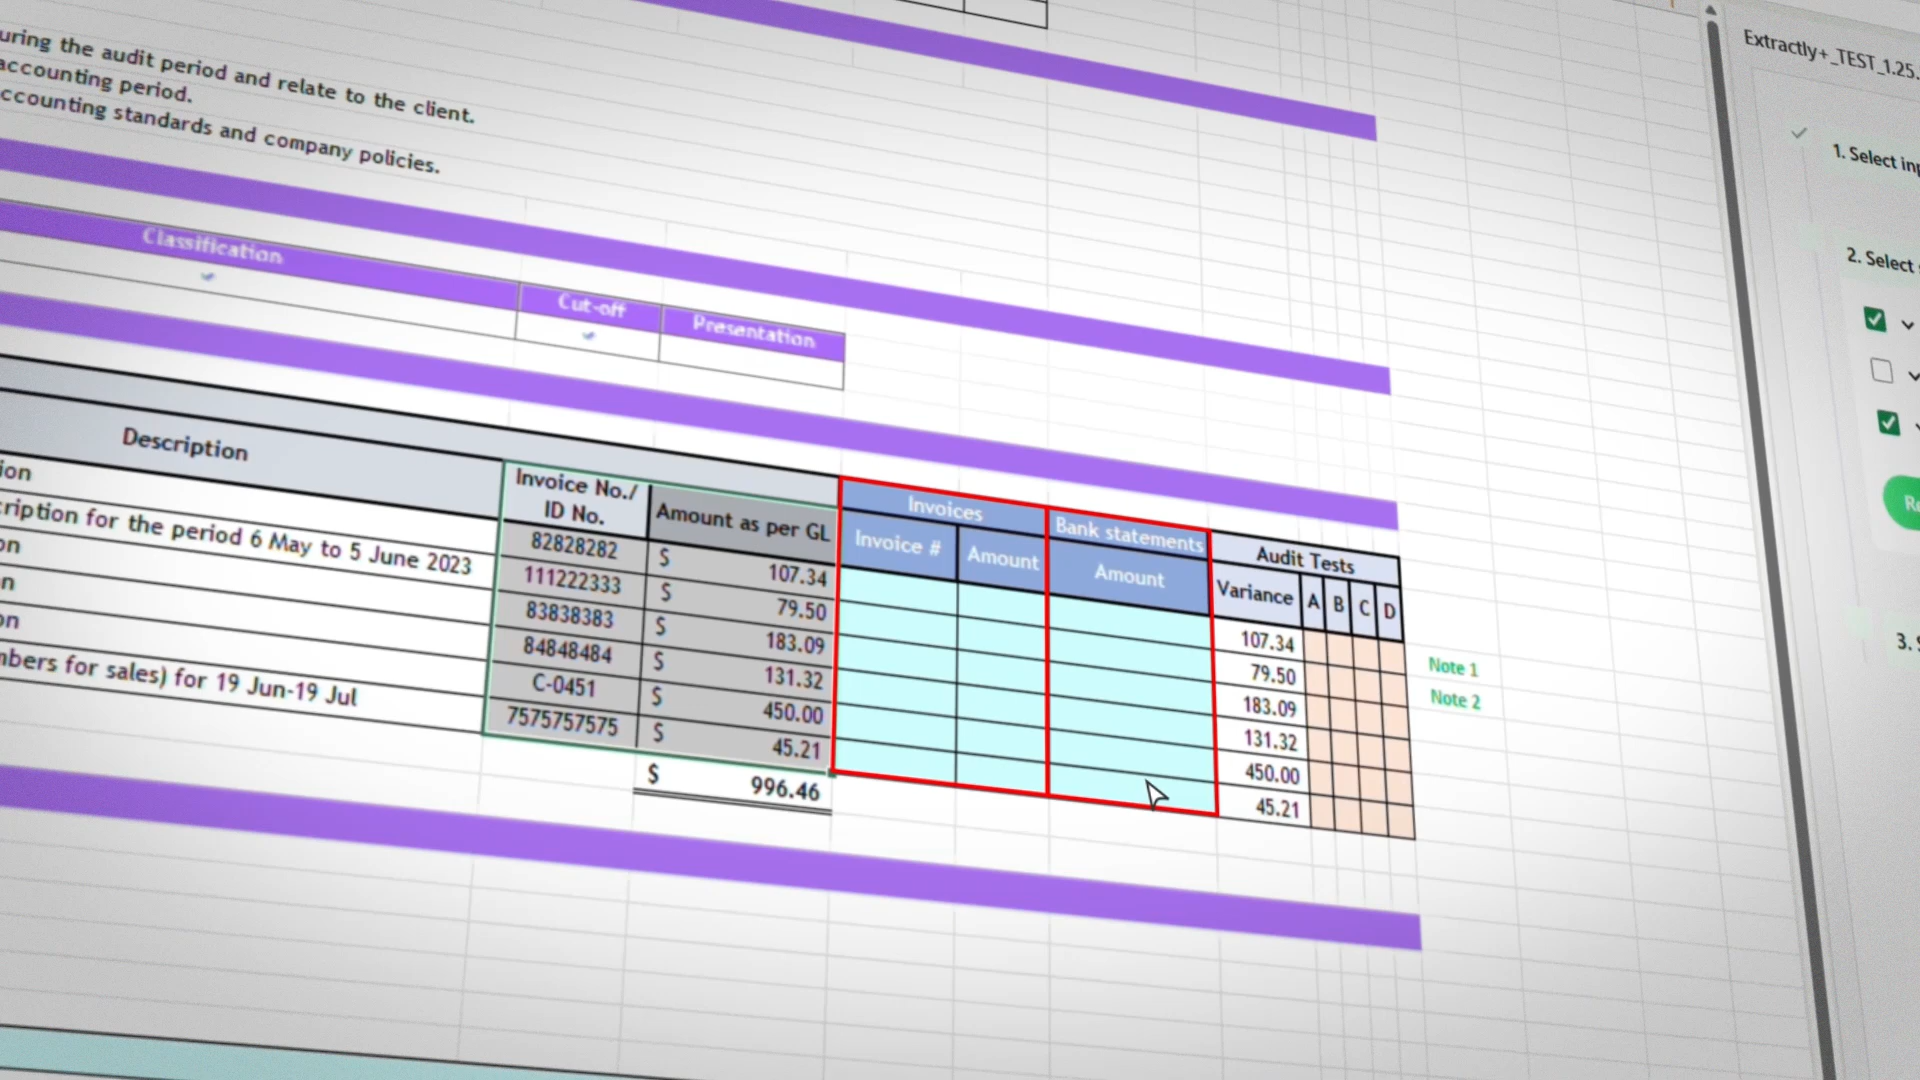 uring the audit period and relate to the client.
accounting period.
ccounting standards and company policies.
Classification
Cut-off
Presentation
Description
Invoice No./
ID No.
Amount as per GL
Invoices
Bank statements
Audit Tests
Invoice #
Amount
Amount
Variance
A
B
C
D
ion
82828282
$ 107.34
107.34
Note 1
cription for the period 6 May to 5 June 2023
111222333
$ 79.50
79.50
Note 2
on
83838383
$ 183.09
183.09
n
84848484
$ 131.32
131.32
on
C-0451
$ 450.00
450.00
nbers for sales) for 19 Jun-19 Jul
7575757575
$ 45.21
45.21
$ 996.46
Extractly+_TEST_1.25.
1. Select inp
2. Select
Re
3.